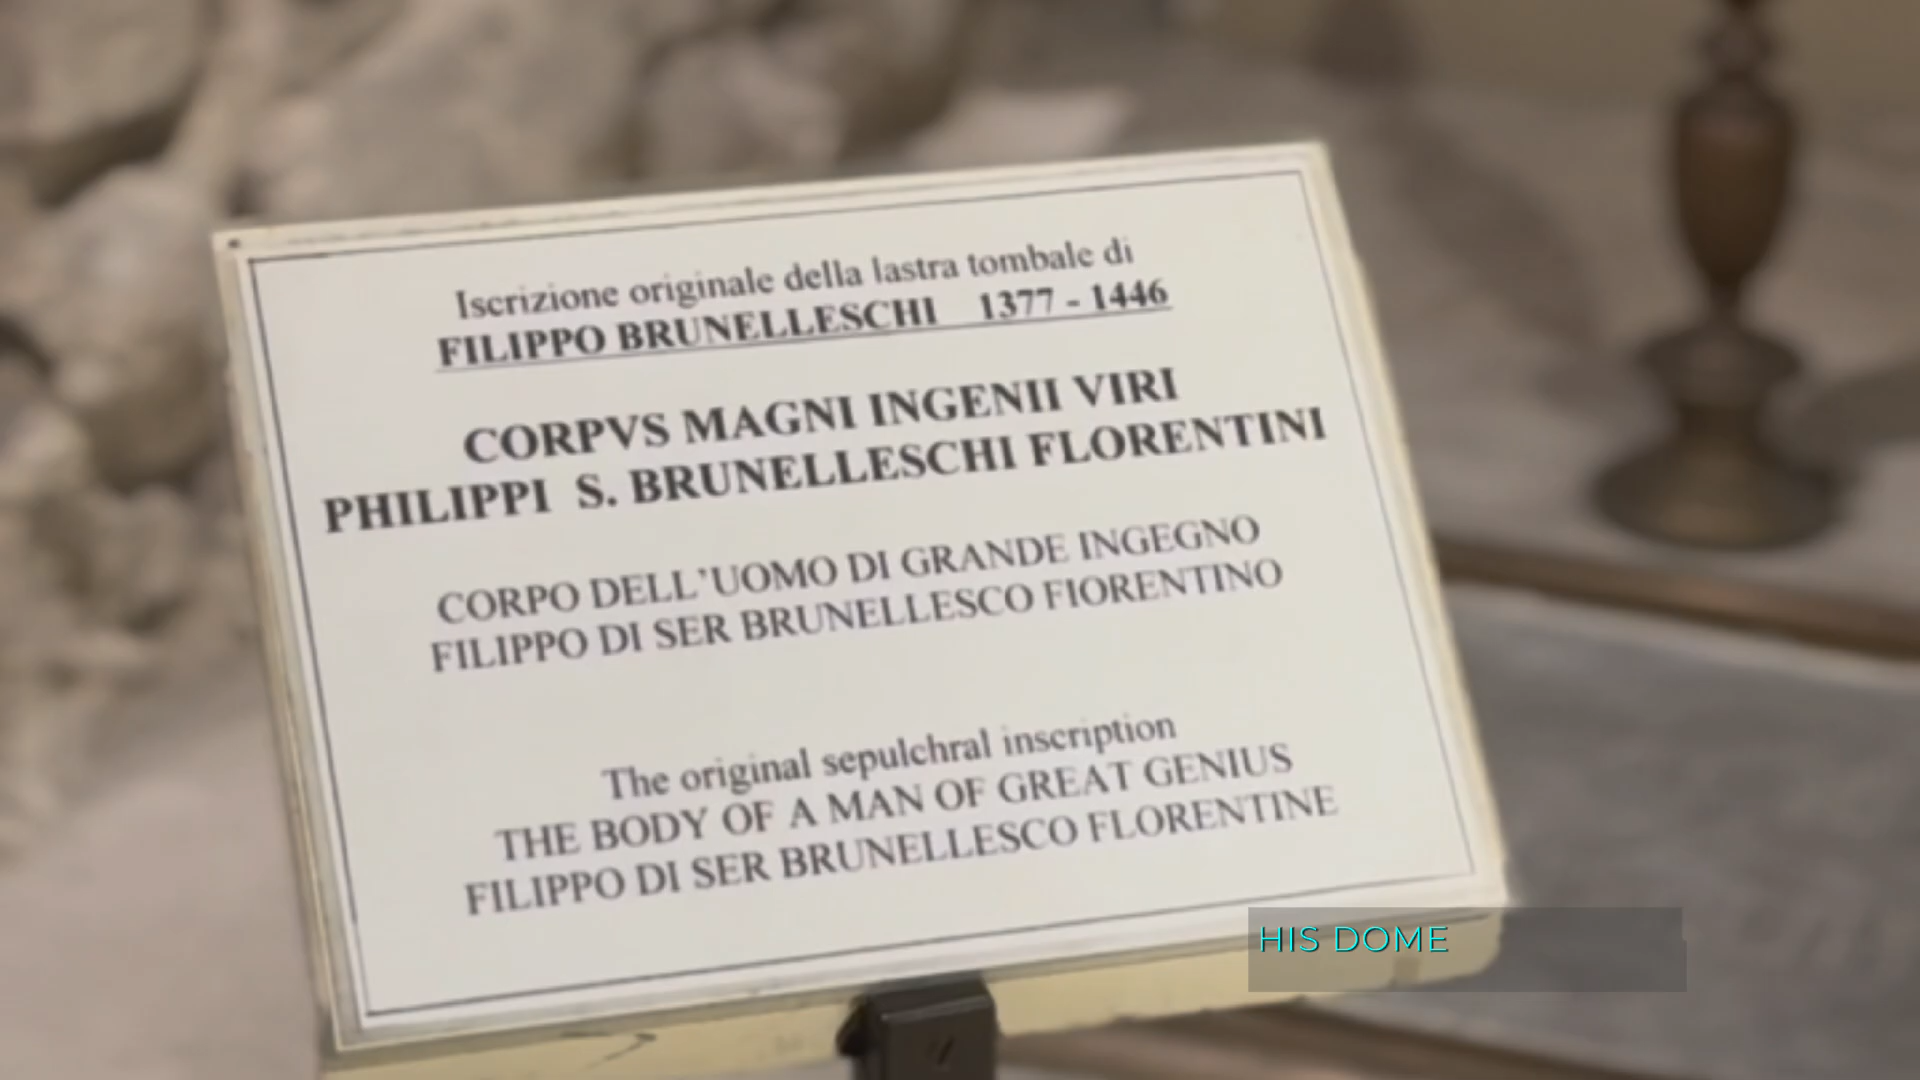 Iscrizione originale della lastra tombale di
FILIPPO BRUNELLESCHI 1377 - 1446
CORPVS MAGNI INGENII VIRI
PHILIPPI S. BRUNELLESCHI FLORENTINI
CORPO DELL'UOMO DI GRANDE INGEGNO
FILIPPO DI SER BRUNELLESCO FIORENTINO
The original sepulchral inscription
THE BODY OF A MAN OF GREAT GENIUS
FILIPPO DI SER BRUNELLESCO FLORENTINE
HIS DOME